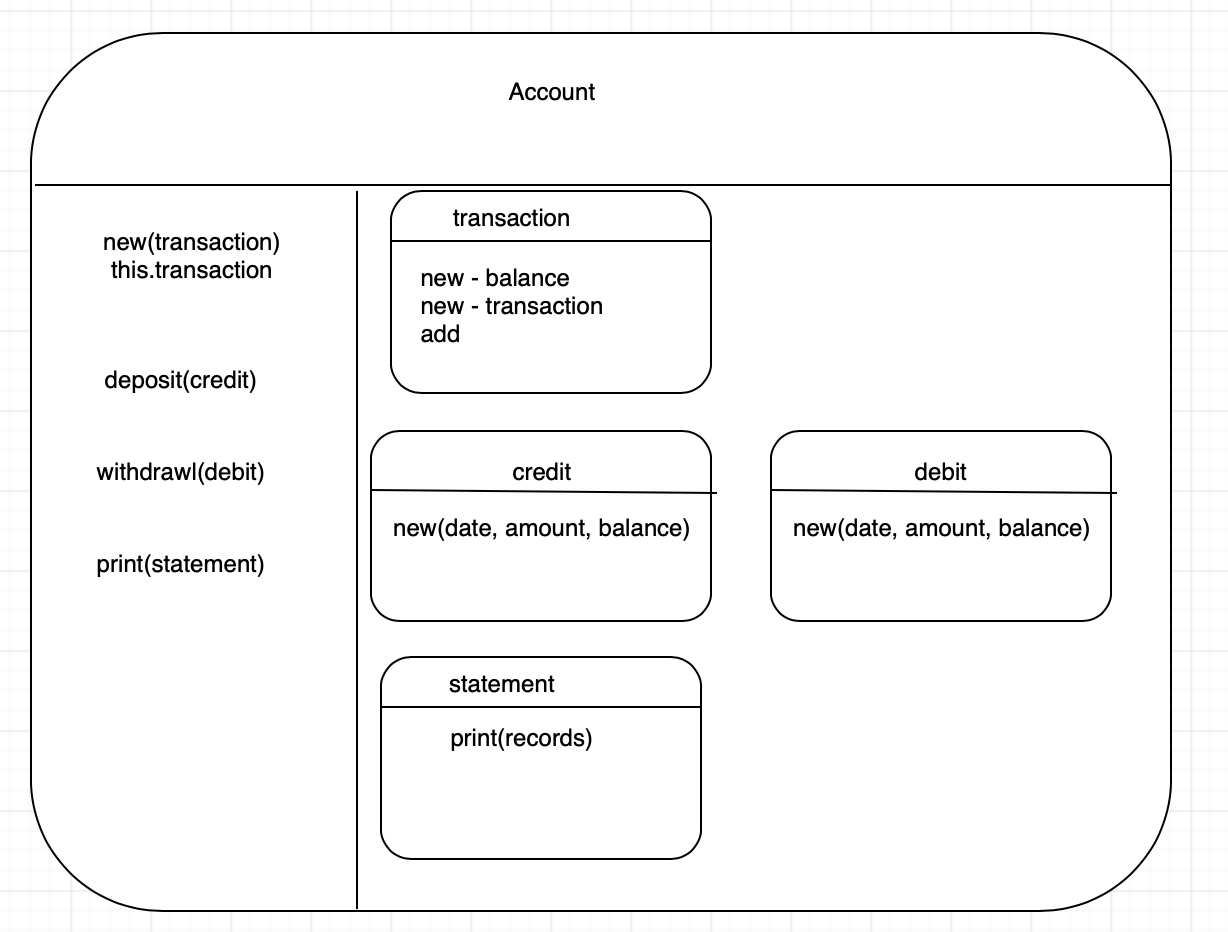 Account
new(transaction)
this.transaction
deposit(credit)
withdrawl(debit)
print(statement)
transaction
new - balance
new - transaction
add
credit
new(date, amount, balance)
debit
new(date, amount, balance)
statement
print(records)